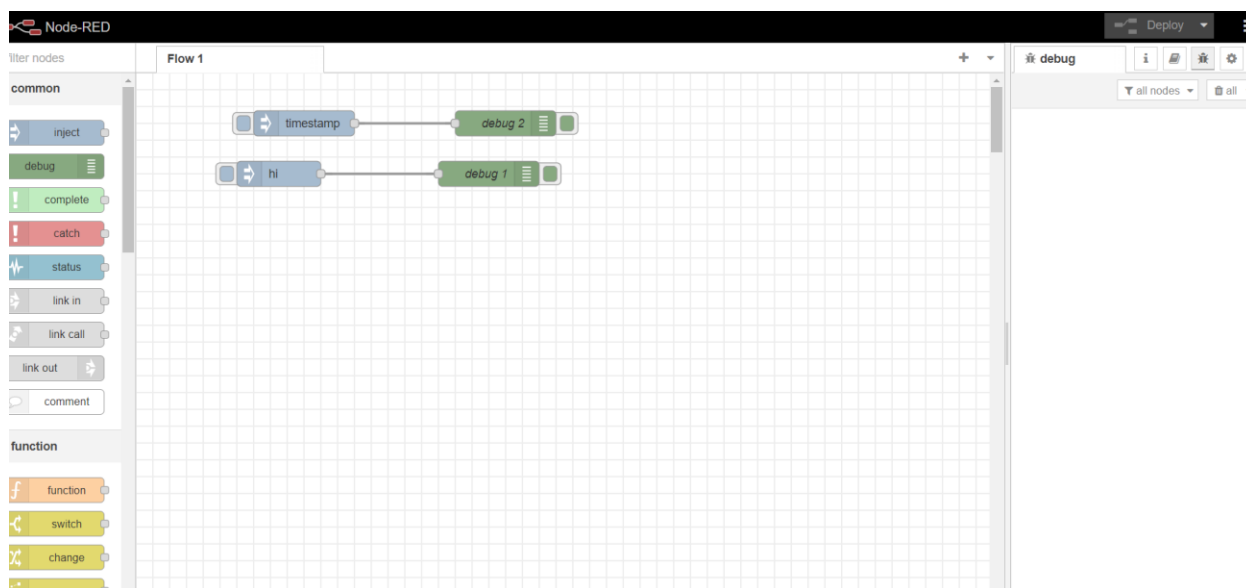 Node-RED
Deploy
filter nodes
Flow 1
debug
i
all nodes
all
common
inject
debug
complete
catch
status
link in
link call
link out
comment
function
function
switch
change
timestamp
debug 2
hi
debug 1